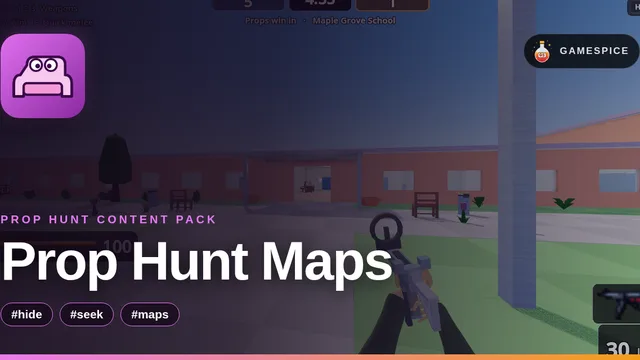 5
4:55
1
Props win in Maple Grove School
GAMESPICE
100
PROP HUNT CONTENT PACK
Prop Hunt Maps
#hide
#seek
#maps
30